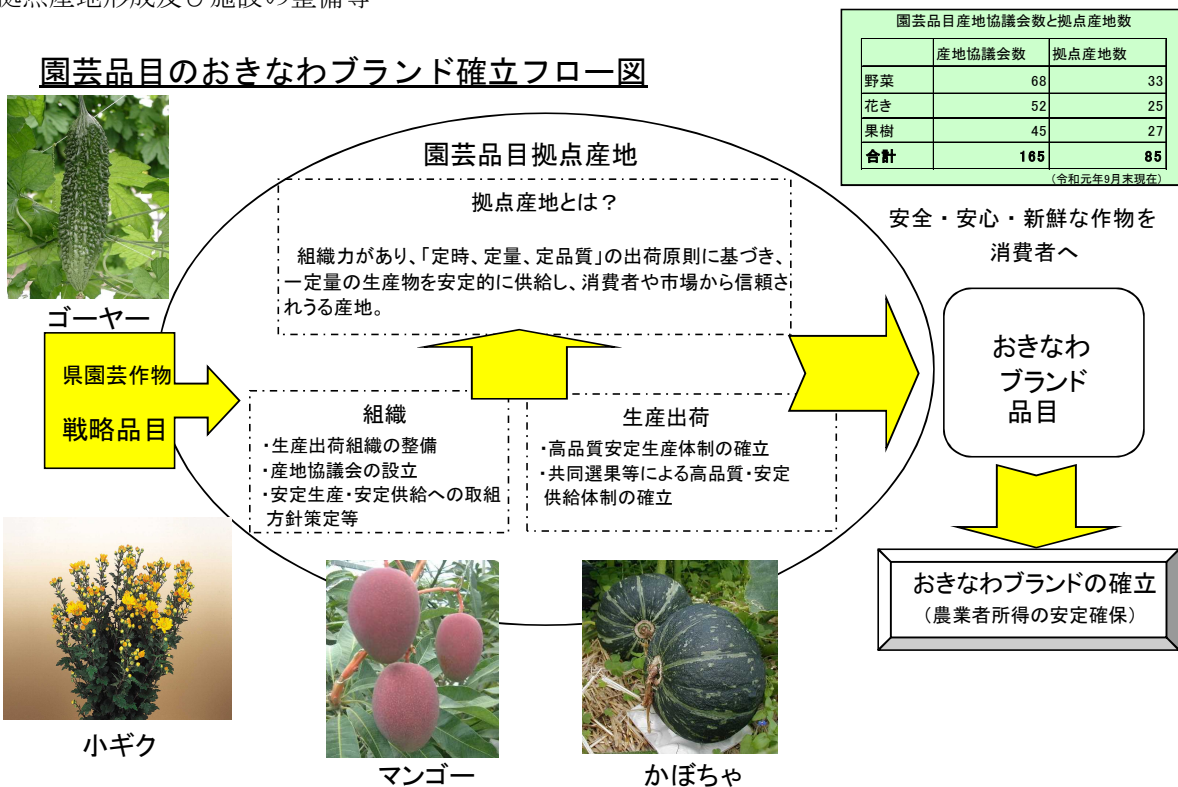 拠点産地形成及び施設の整備等
園芸品目産地協議会数と拠点産地数
産地協議会数 拠点産地数
野菜 68 33
花き 52 25
果樹 45 27
合計 165 85
(令和元年9月末現在)
園芸品目のおきなわブランド確立フロー図
園芸品目拠点産地
拠点産地とは？
組織力があり、「定時、定量、定品質」の出荷原則に基づき、
一定量の生産物を安定的に供給し、消費者や市場から信頼さ
れうる産地。
安全・安心・新鮮な作物を
消費者へ
ゴーヤー
県園芸作物
戦略品目
組織
・生産出荷組織の整備
・産地協議会の設立
・安定生産・安定供給への取組
方針策定等
生産出荷
・高品質安定生産体制の確立
・共同選果等による高品質・安定
供給体制の確立
おきなわ
ブランド
品目
おきなわブランドの確立
（農業者所得の安定確保）
小ギク
マンゴー
かぼちゃ